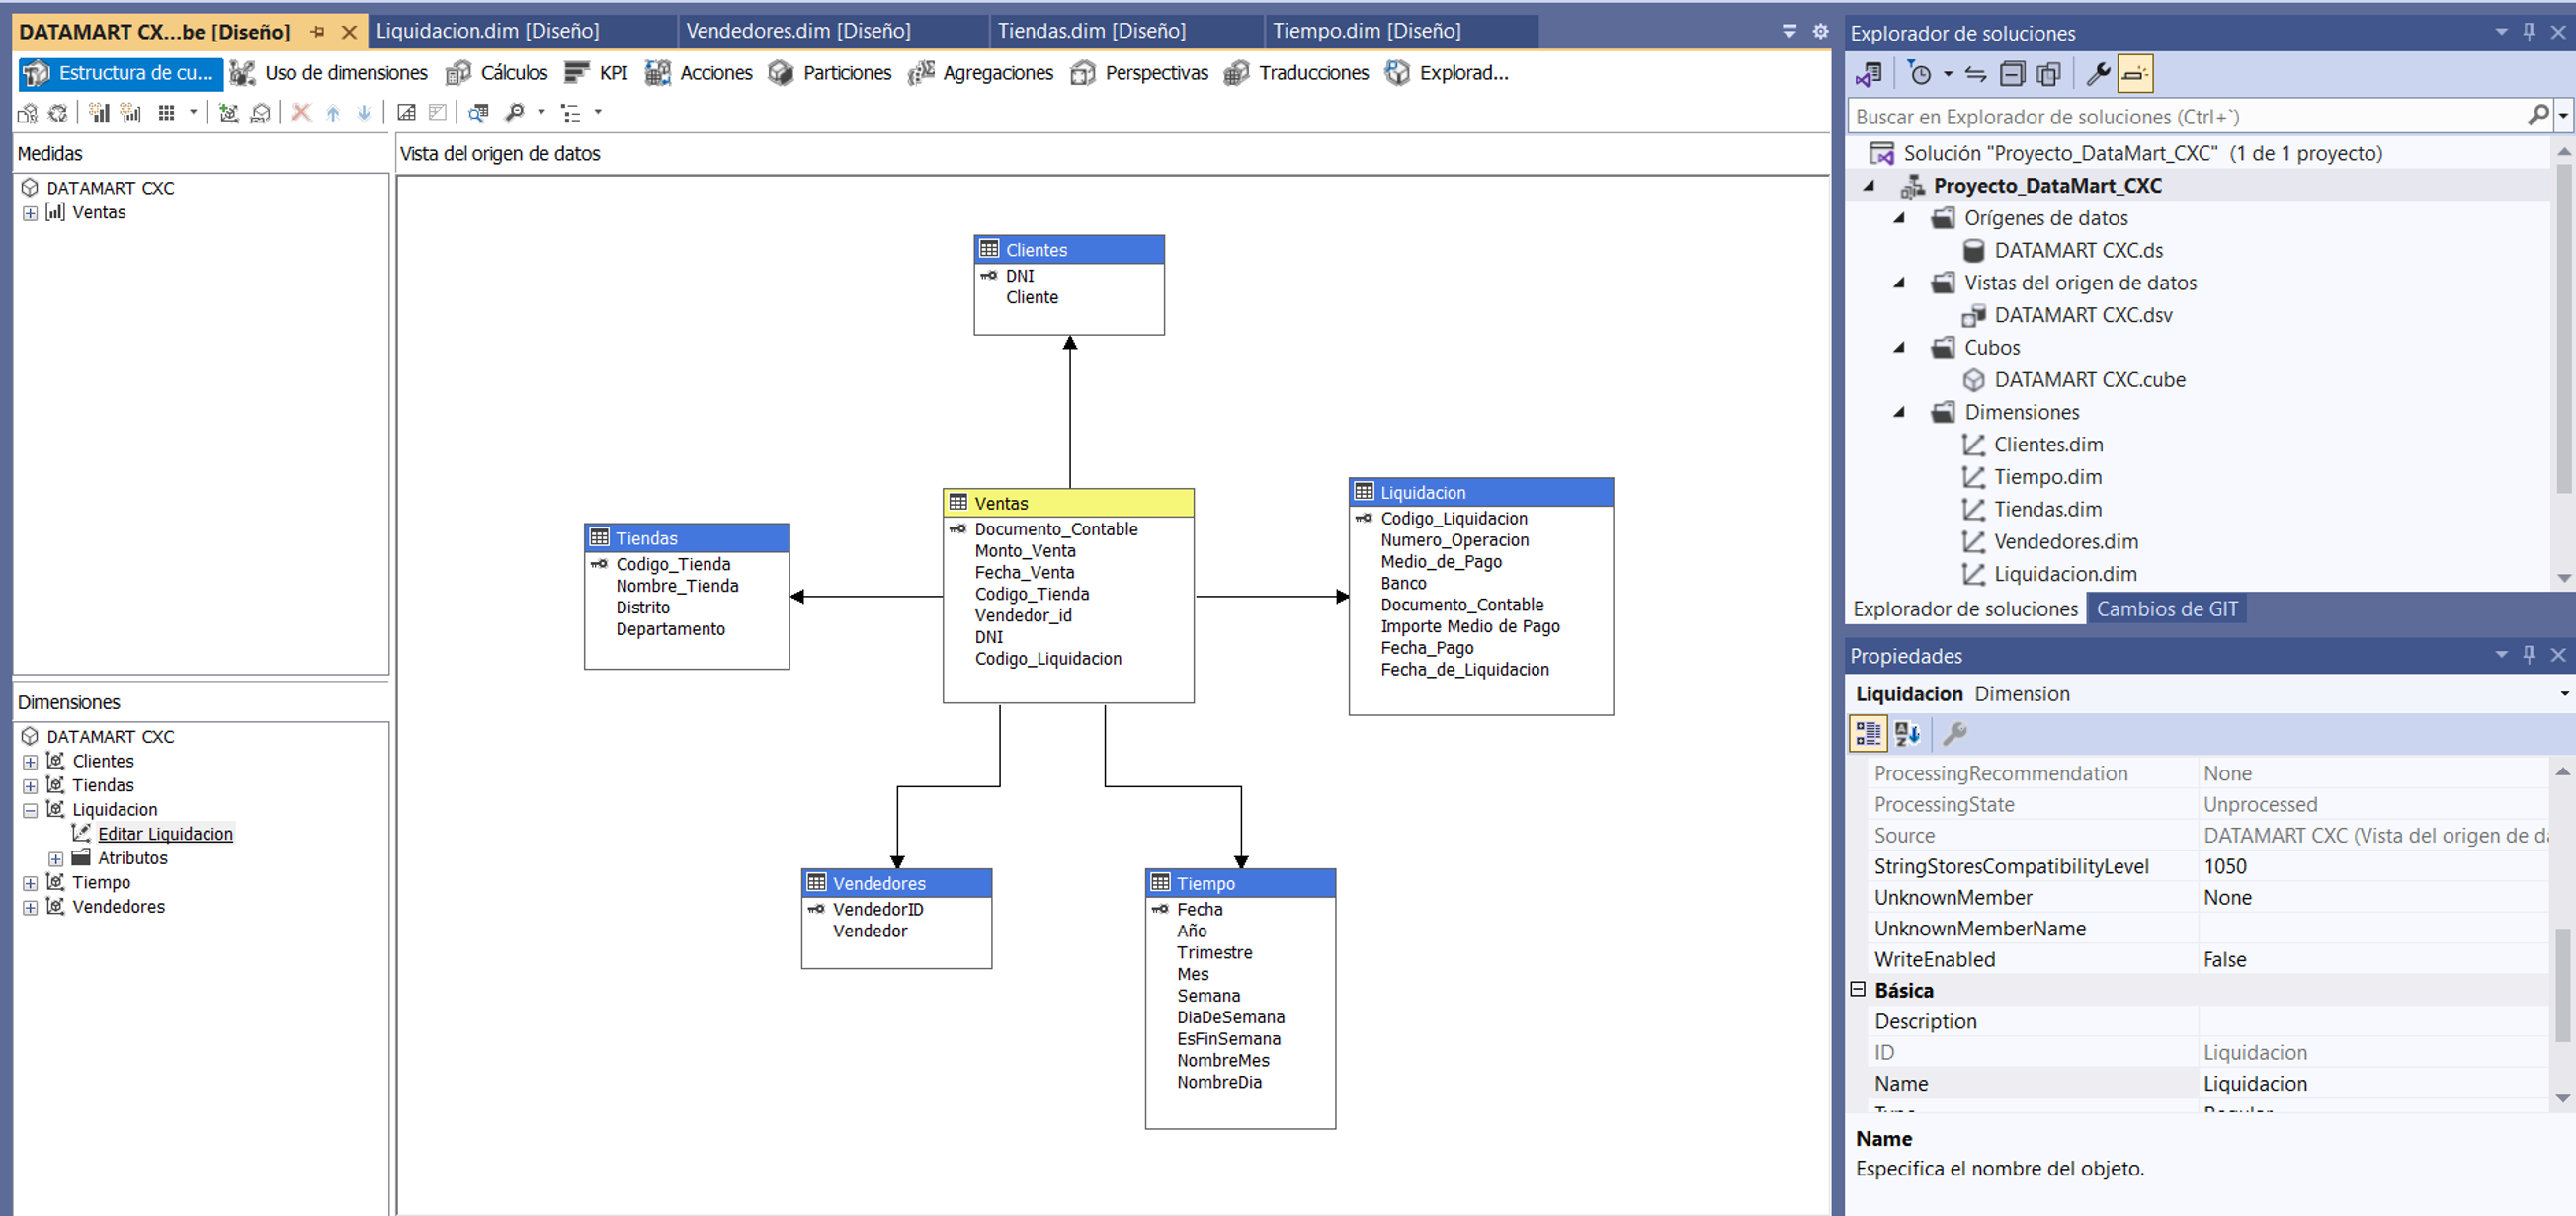 DATAMART CX...be [Diseño]
Liquidacion.dim [Diseño]
Vendedores.dim [Diseño]
Tiendas.dim [Diseño]
Tiempo.dim [Diseño]
Estructura de cu...
Uso de dimensiones
Cálculos
KPI
Acciones
Particiones
Agregaciones
Perspectivas
Traducciones
Explorad...
Medidas
DATAMART CXC
Ventas
Dimensiones
DATAMART CXC
Clientes
Tiendas
Liquidacion
Editar Liquidacion
Atributos
Tiempo
Vendedores
Vista del origen de datos
Clientes
DNI
Cliente
Tiendas
Codigo_Tienda
Nombre_Tienda
Distrito
Departamento
Ventas
Documento_Contable
Monto_Venta
Fecha_Venta
Codigo_Tienda
Vendedor_id
DNI
Codigo_Liquidacion
Liquidacion
Codigo_Liquidacion
Numero_Operacion
Medio_de_Pago
Banco
Documento_Contable
Importe Medio de Pago
Fecha_Pago
Fecha_de_Liquidacion
Vendedores
VendedorID
Vendedor
Tiempo
Fecha
Año
Trimestre
Mes
Semana
DiaDeSemana
EsFinSemana
NombreMes
NombreDia
Explorador de soluciones
Buscar en Explorador de soluciones (Ctrl+`)
Solución "Proyecto_DataMart_CXC" (1 de 1 proyecto)
Proyecto_DataMart_CXC
Orígenes de datos
DATAMART CXC.ds
Vistas del origen de datos
DATAMART CXC.dsv
Cubos
DATAMART CXC.cube
Dimensiones
Clientes.dim
Tiempo.dim
Tiendas.dim
Vendedores.dim
Liquidacion.dim
Explorador de soluciones
Cambios de GIT
Propiedades
Liquidacion Dimension
ProcessingRecommendation None
ProcessingState Unprocessed
Source DATAMART CXC (Vista del origen de da
StringStoresCompatibilityLevel 1050
UnknownMember None
UnknownMemberName
WriteEnabled False
Básica
Description
ID Liquidacion
Name Liquidacion
Name
Especifica el nombre del objeto.